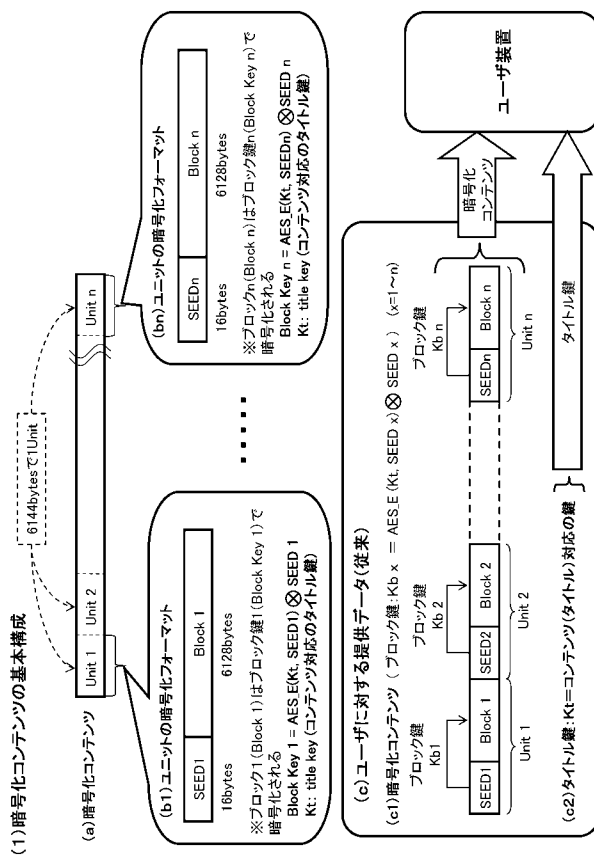 (1)暗号化コンテンツの基本構成
6144bytesで1Unit
(a)暗号化コンテンツ
Unit 1
Unit 2
Unit n
(b1)ユニットの暗号化フォーマット
SEED1
Block 1
16bytes
6128bytes
※ブロック1(Block 1)はブロック鍵1(Block Key 1)で
暗号化される
Block Key 1 = AES_E(Kt, SEED1)⊗SEED 1
Kt: title key (コンテンツ対応のタイトル鍵)
・・・・・
(bn)ユニットの暗号化フォーマット
SEEDn
Block n
16bytes
6128bytes
※ブロックn(Block n)はブロック鍵n(Block Key n)で
暗号化される
Block Key n = AES_E(Kt, SEEDn)⊗SEED n
Kt: title key (コンテンツ対応のタイトル鍵)
(c)ユーザに対する提供データ(従来)
(c1)暗号化コンテンツ(ブロック鍵:Kb x = AES_E(Kt, SEED x)⊗SEED x ) (x=1~n)
ブロック鍵
Kb1
ブロック鍵
Kb 2
ブロック鍵
Kb n
SEED1
Block 1
SEED2
Block 2
SEEDn
Block n
Unit 1
Unit 2
Unit n
暗号化
コンテンツ
ユーザ装置
(c2)タイトル鍵:Kt=コンテンツ(タイトル)対応の鍵
タイトル鍵